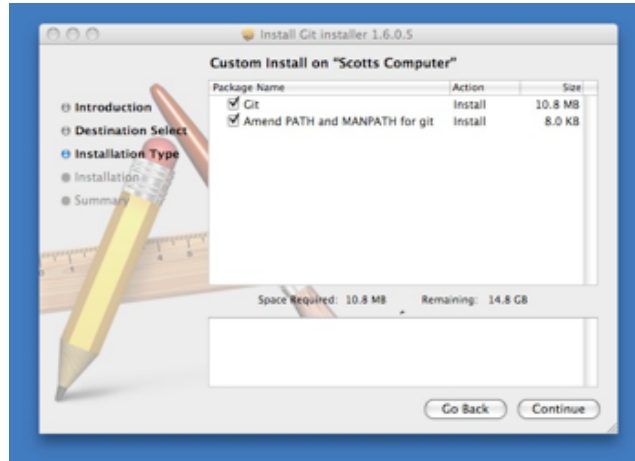 Install Git installer 1.6.0.5
Custom Install on "Scotts Computer"
Introduction
Destination Select
Installation Type
Installation
Summary
Package Name Action Size
Git Install 10.8 MB
Amend PATH and MANPATH for git Install 8.0 KB
Space Required: 10.8 MB Remaining: 14.8 GB
Go Back Continue